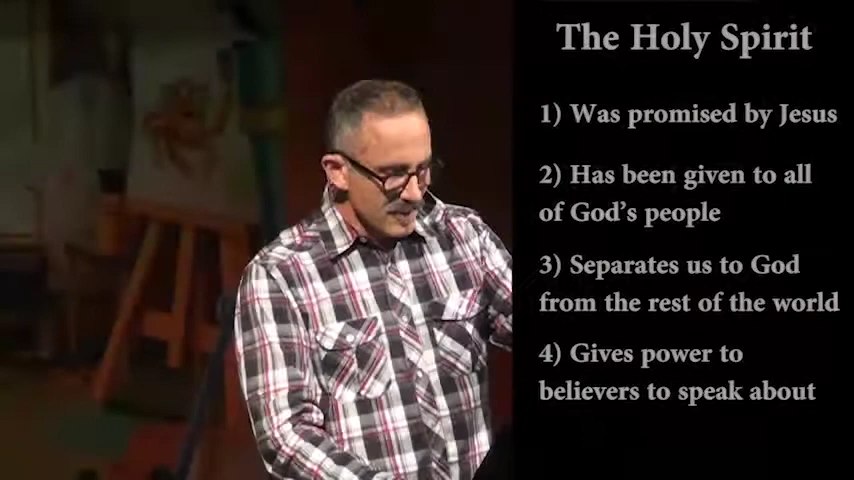 The Holy Spirit
1) Was promised by Jesus
2) Has been given to all
of God's people
3) Separates us to God
from the rest of the world
4) Gives power to
believers to speak about